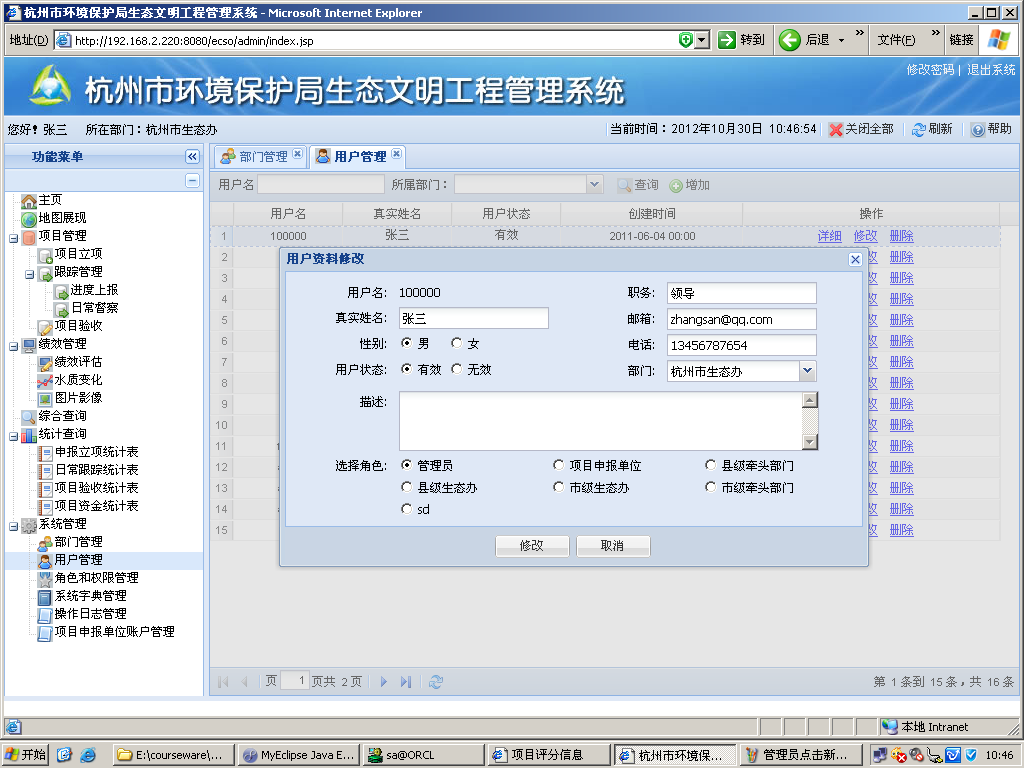 杭州市环境保护局生态文明工程管理系统 - Microsoft Internet Explorer
地址(D) http://192.168.2.220:8080/ecso/admin/index.jsp 转到 后退 文件(F) 链接
杭州市环境保护局生态文明工程管理系统 修改密码 | 退出系统
您好! 张三 所在部门：杭州市生态办 当前时间：2012年10月30日 10:46:54 关闭全部 刷新 帮助
功能菜单
部门管理 用户管理
用户名 所属部门： 查询 增加
用户名 真实姓名 用户状态 创建时间 操作
1 100000 张三 有效 2011-06-04 00:00 详细 修改 删除
2 改 删除
3 改 删除
4 改 删除
5 改 删除
6 改 删除
7 改 删除
8 改 删除
9 改 删除
10 改 删除
11 改 删除
12 改 删除
13 改 删除
14 改 删除
15 改 删除
主页
地图展现
项目管理
项目立项
跟踪管理
进度上报
日常督察
项目验收
绩效管理
绩效评估
水质变化
图片影像
综合查询
统计查询
申报立项统计表
日常跟踪统计表
项目验收统计表
项目资金统计表
系统管理
部门管理
用户管理
角色和权限管理
系统字典管理
操作日志管理
项目申报单位账户管理
用户资料修改
用户名: 100000 职务: 领导
真实姓名: 张三 邮箱: zhangsan@qq.com
性别: 男 女 电话: 13456787654
用户状态: 有效 无效 部门: 杭州市生态办
描述:
选择角色: 管理员 项目申报单位 县级牵头部门
县级生态办 市级生态办 市级牵头部门
sd
修改 取消
页 1 页共 2 页 第 1 条到 15 条，共 16 条
本地 Intranet
开始 E:\courseware\... MyEclipse Java E... sa@ORCL 项目评分信息 杭州市环境保... 管理员点击新... 10:46